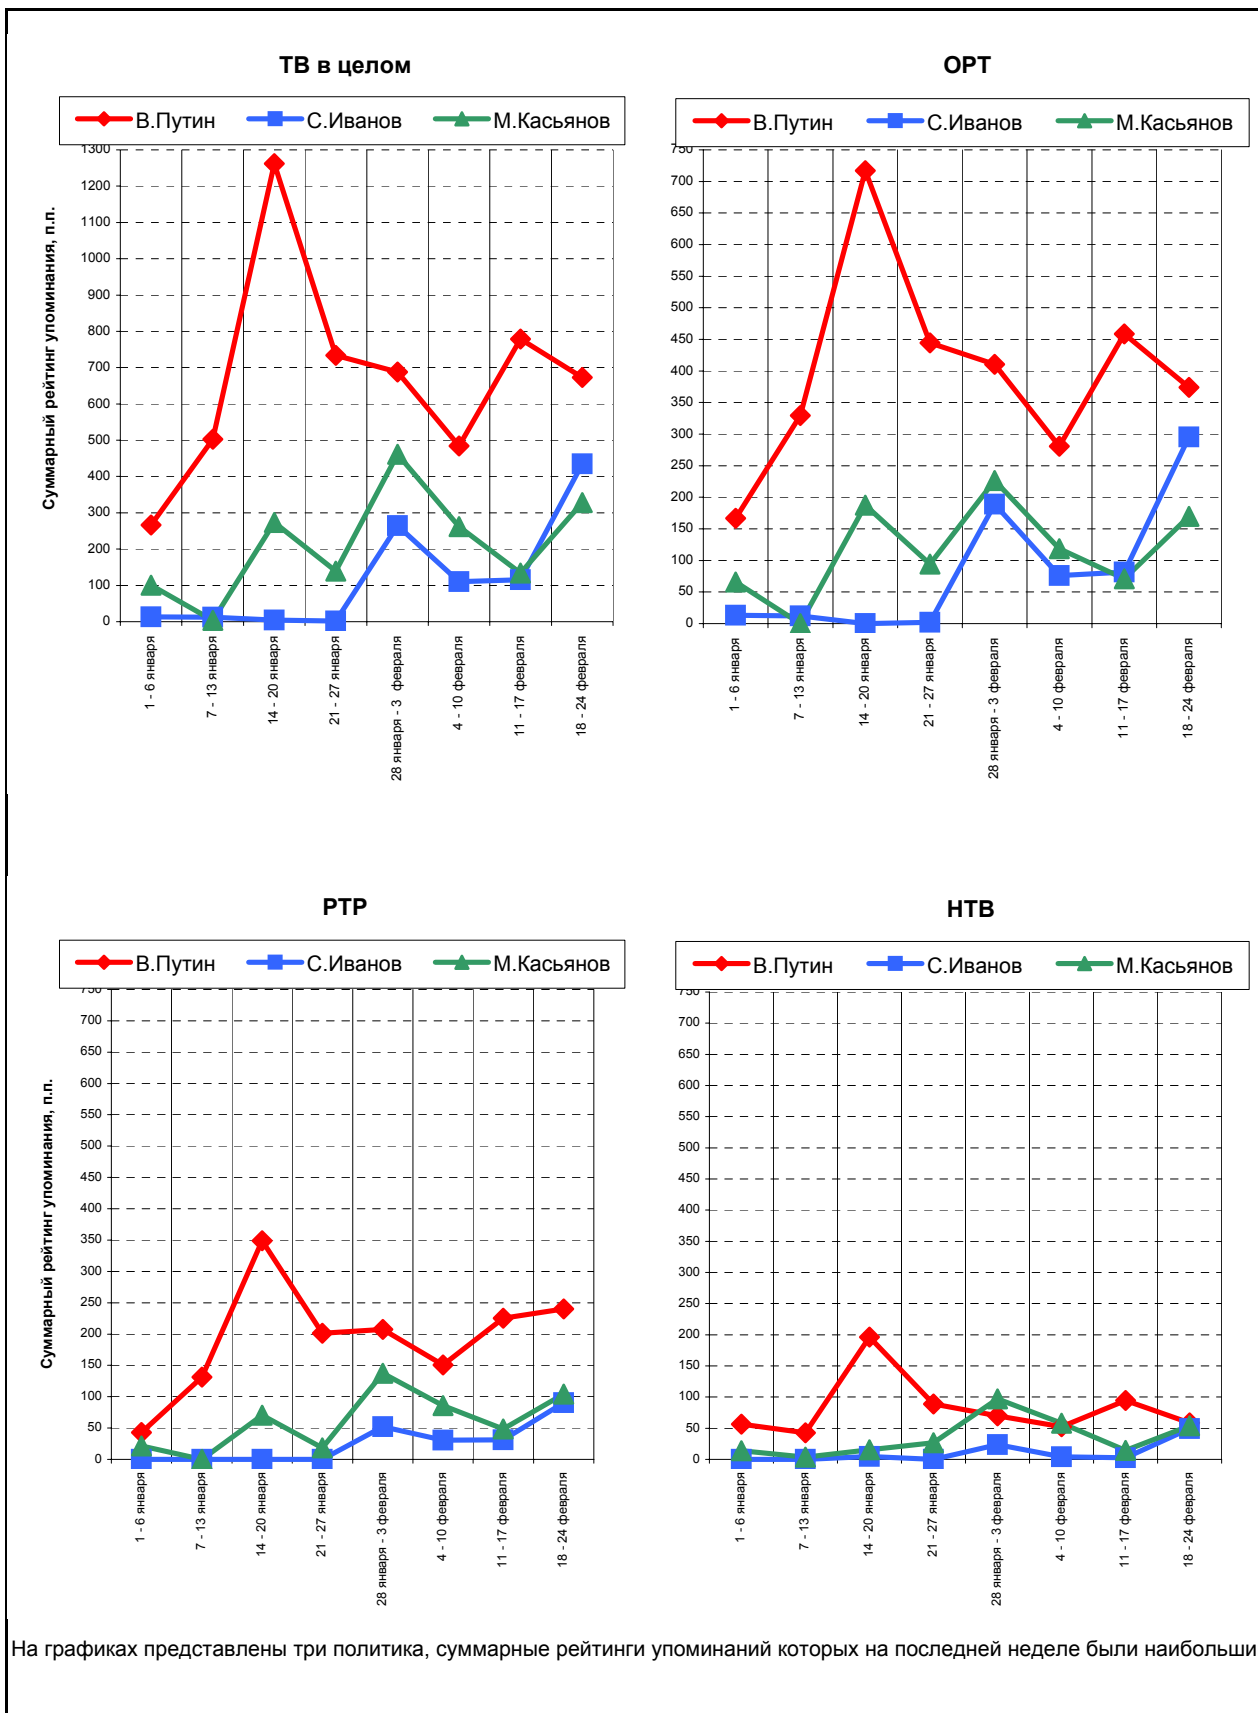 ТВ в целом
В.Путин С.Иванов М.Касьянов
Суммарный рейтинг упоминания, п.п.
1300
1200
1100
1000
900
800
700
600
500
400
300
200
100
0
1 - 6 января
7 - 13 января
14 - 20 января
21 - 27 января
28 января - 3 февраля
4 - 10 февраля
11 - 17 февраля
18 - 24 февраля
ОРТ
В.Путин С.Иванов М.Касьянов
750
700
650
600
550
500
450
400
350
300
250
200
150
100
50
0
1 - 6 января
7 - 13 января
14 - 20 января
21 - 27 января
28 января - 3 февраля
4 - 10 февраля
11 - 17 февраля
18 - 24 февраля
РТР
В.Путин С.Иванов М.Касьянов
Суммарный рейтинг упоминания, п.п.
750
700
650
600
550
500
450
400
350
300
250
200
150
100
50
0
1 - 6 января
7 - 13 января
14 - 20 января
21 - 27 января
28 января - 3 февраля
4 - 10 февраля
11 - 17 февраля
18 - 24 февраля
НТВ
В.Путин С.Иванов М.Касьянов
750
700
650
600
550
500
450
400
350
300
250
200
150
100
50
0
1 - 6 января
7 - 13 января
14 - 20 января
21 - 27 января
28 января - 3 февраля
4 - 10 февраля
11 - 17 февраля
18 - 24 февраля
На графиках представлены три политика, суммарные рейтинги упоминаний которых на последней неделе были наибольши